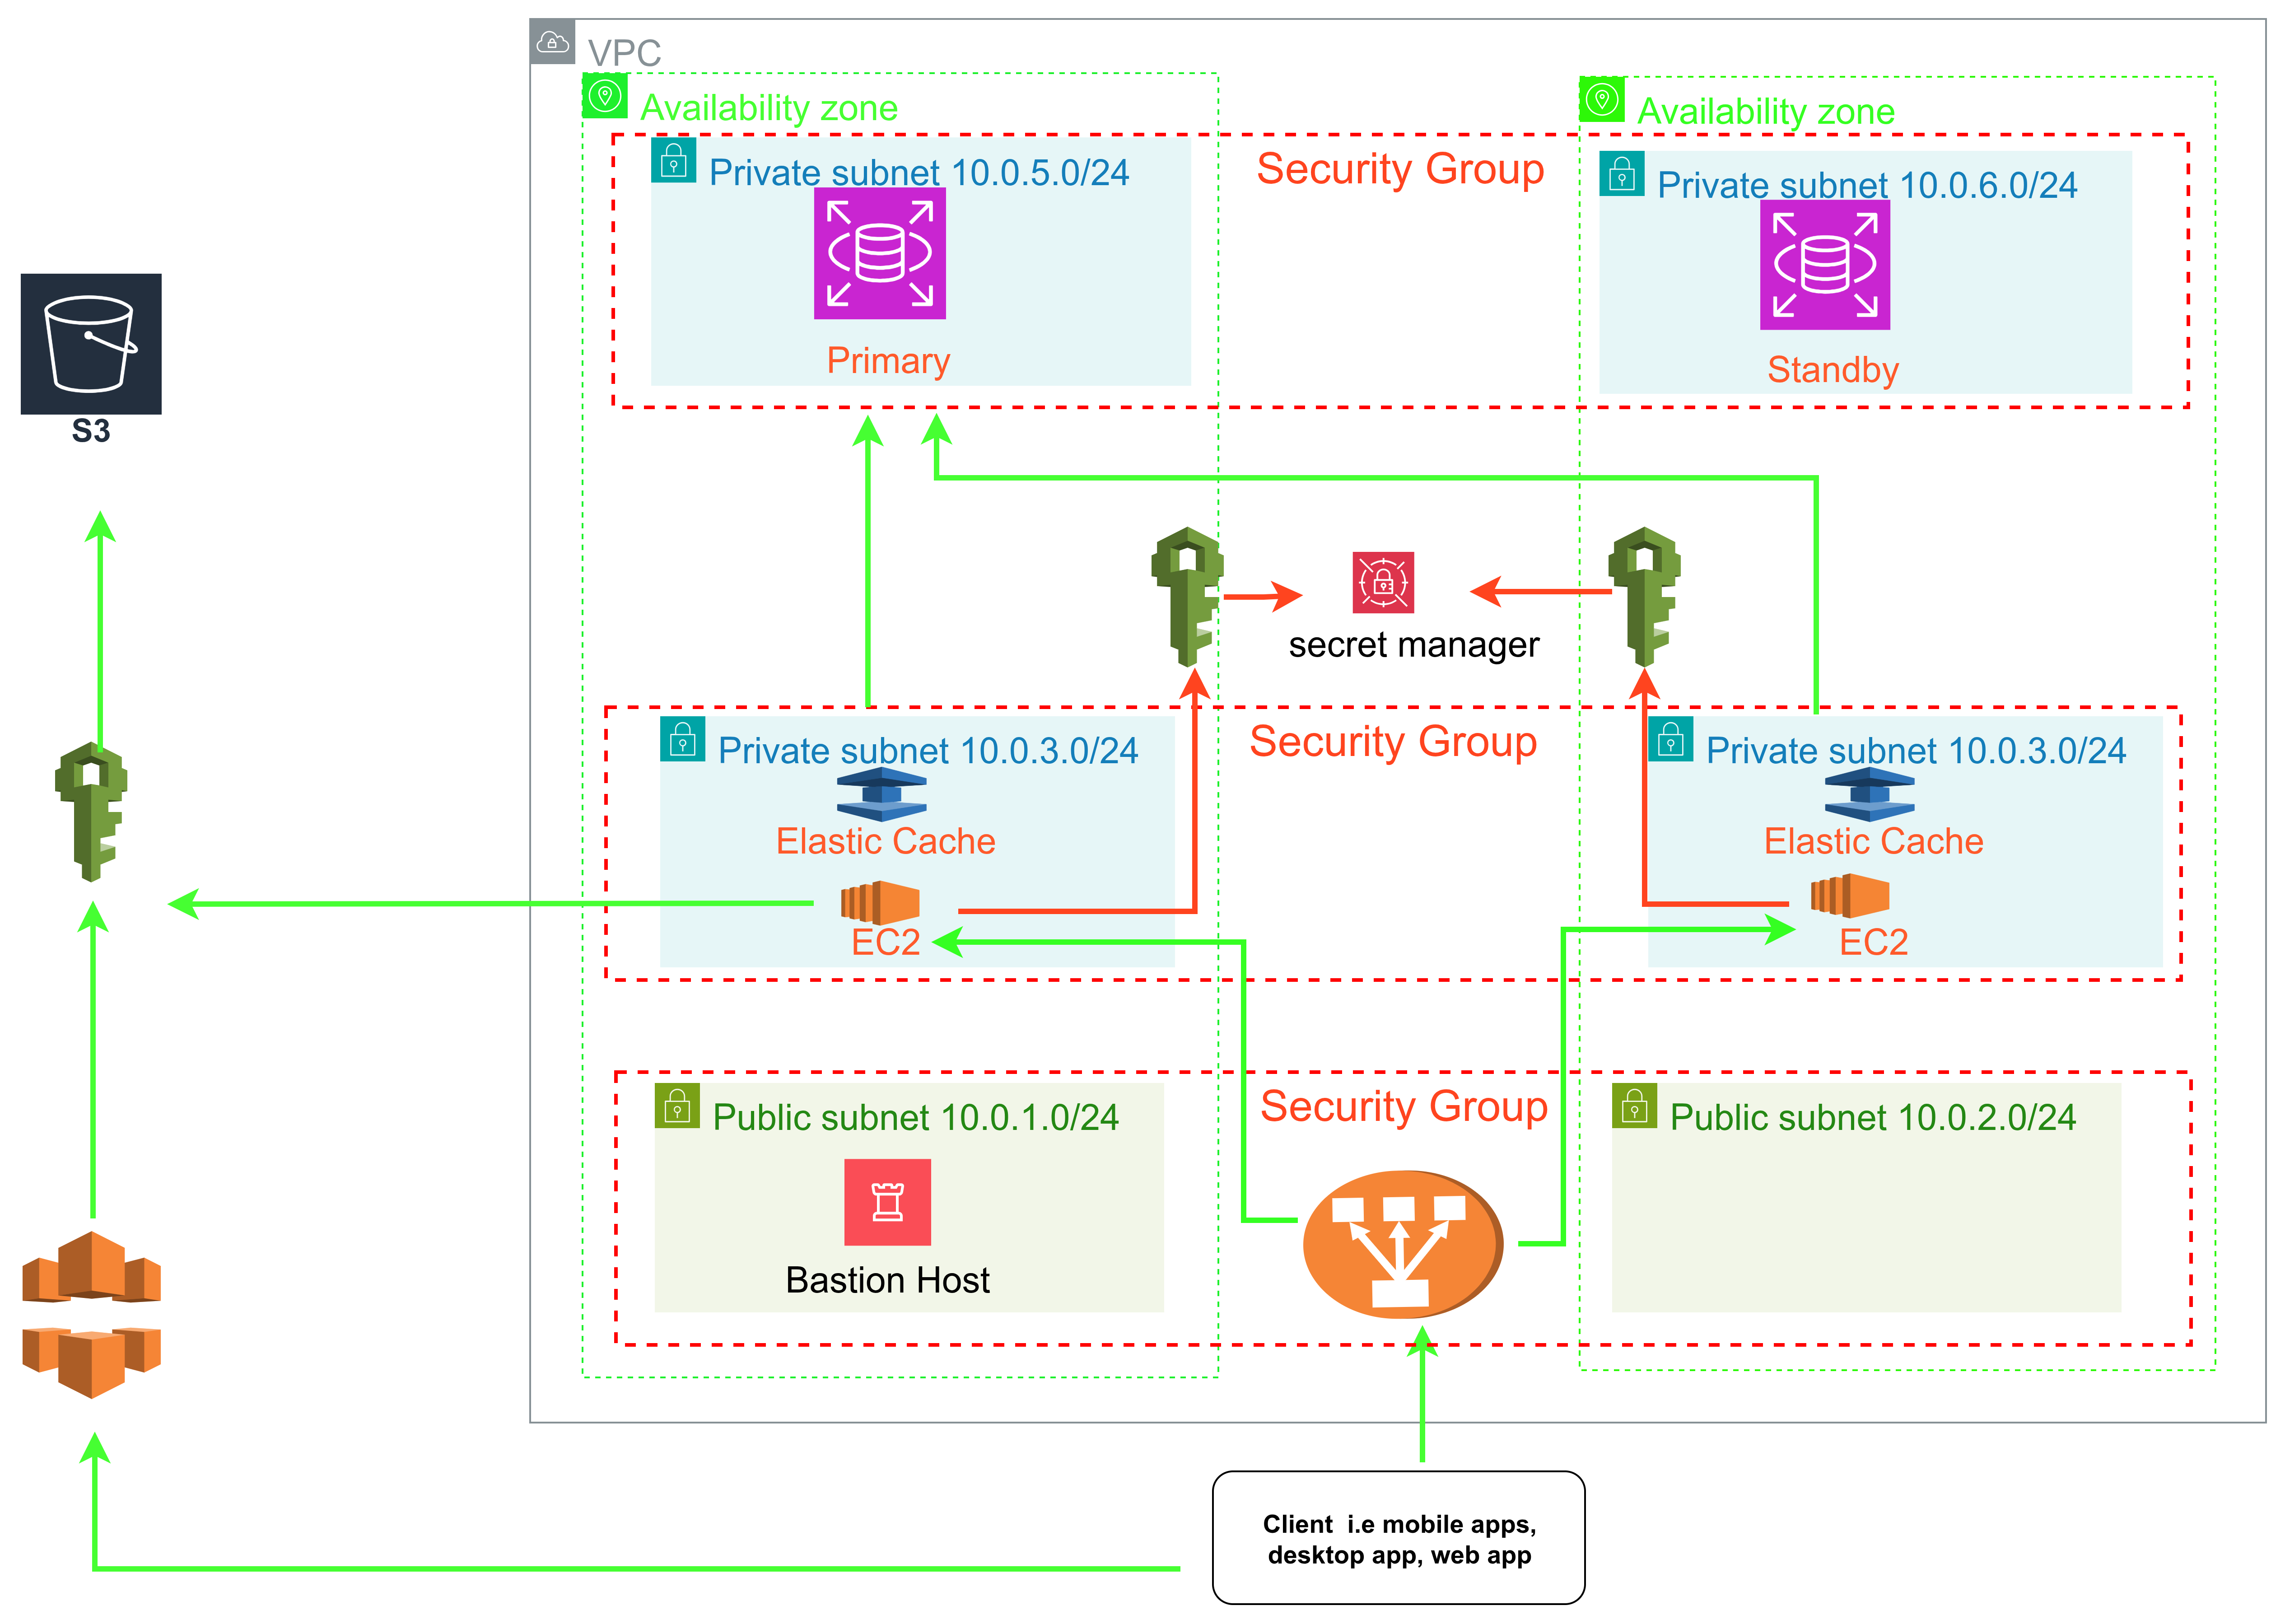 VPC
Availability zone
Availability zone
Private subnet 10.0.5.0/24
Security Group
Private subnet 10.0.6.0/24
Primary
Standby
S3
secret manager
Private subnet 10.0.3.0/24
Security Group
Private subnet 10.0.3.0/24
Elastic Cache
Elastic Cache
EC2
EC2
Public subnet 10.0.1.0/24
Security Group
Public subnet 10.0.2.0/24
Bastion Host
Client i.e mobile apps,
desktop app, web app